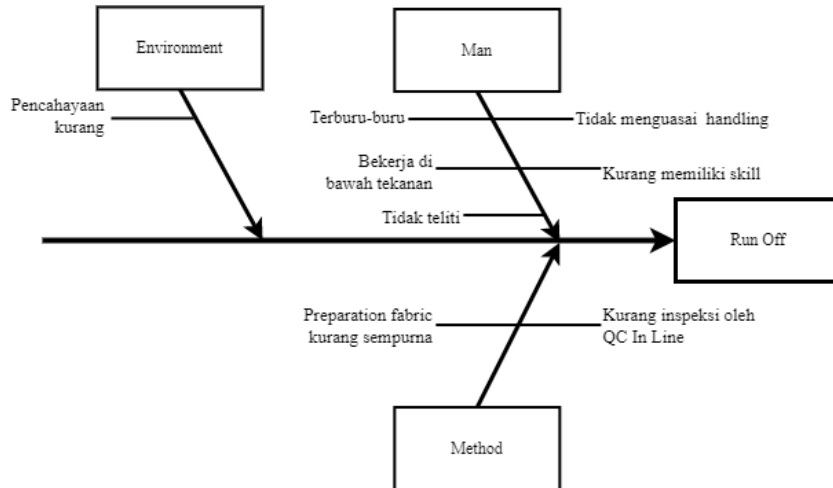 Environment
Man
Pencahayaan
kurang
Terburu-buru
Tidak menguasai handling
Bekerja di
bawah tekanan
Kurang memiliki skill
Tidak teliti
Run Off
Preparation fabric
kurang sempurna
Kurang inspeksi oleh
QC In Line
Method